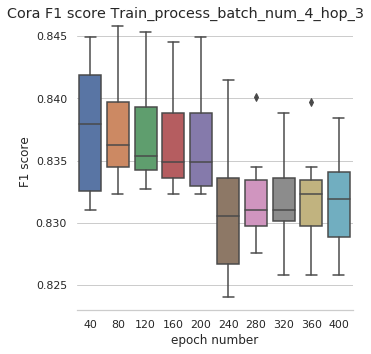 Cora F1 score Train_process_batch_num_4_hop_3
0.845
0.840
0.835
0.830
0.825
F1 score
40 80 120 160 200 240 280 320 360 400
epoch number